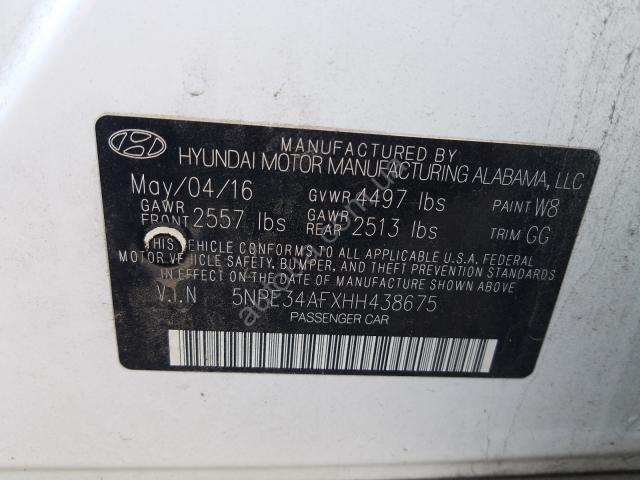 MANUFACTURED BY
HYUNDAI MOTOR MANUFACTURING ALABAMA, LLC
May/04/16 GVWR 4497 lbs PAINT W8
GAWR FRONT 2557 lbs GAWR REAR 2513 lbs TRIM GG
THIS VEHICLE CONFORMS TO ALL APPLICABLE U.S.A. FEDERAL
MOTOR VEHICLE SAFETY, BUMPER, AND THEFT PREVENTION STANDARDS
IN EFFECT ON THE DATE OF MANUFACTURE SHOWN ABOVE.
V.I.N 5NPE34AFXHH438675
PASSENGER CAR